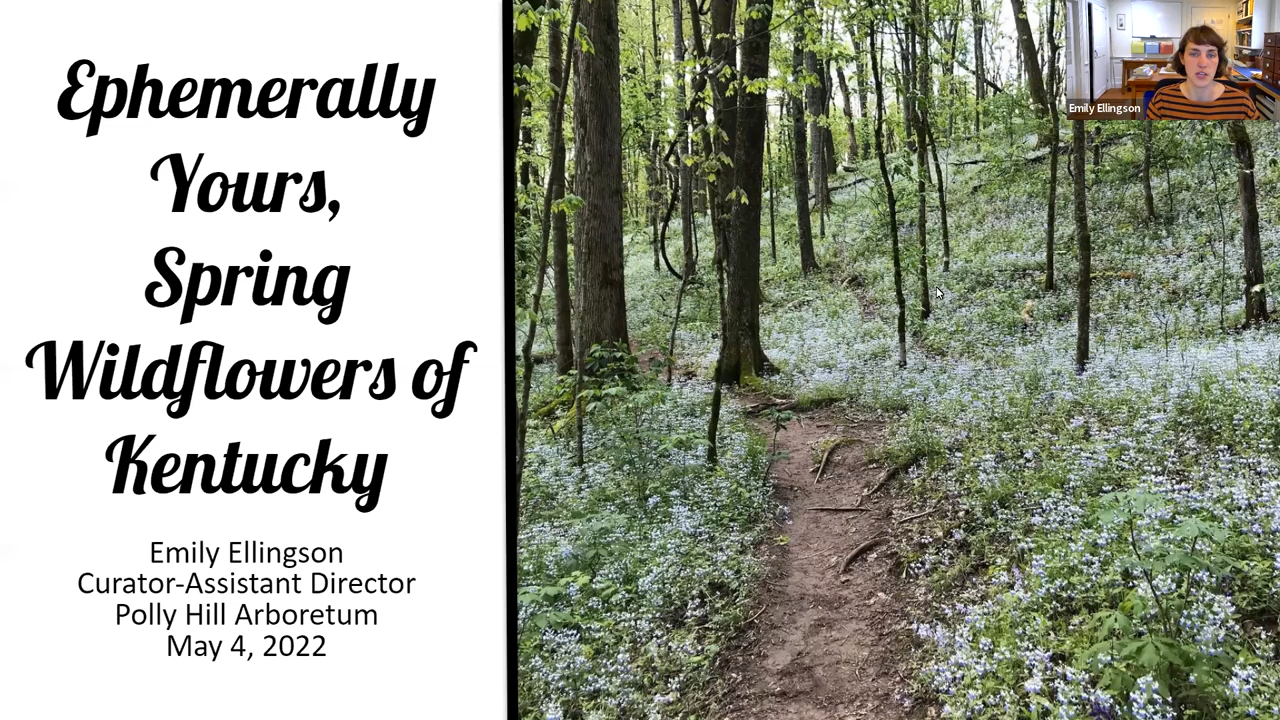 Ephemerally
Yours,
Spring
Wildflowers of
Kentucky
Emily Ellingson
Curator-Assistant Director
Polly Hill Arboretum
May 4, 2022
Emily Ellingson